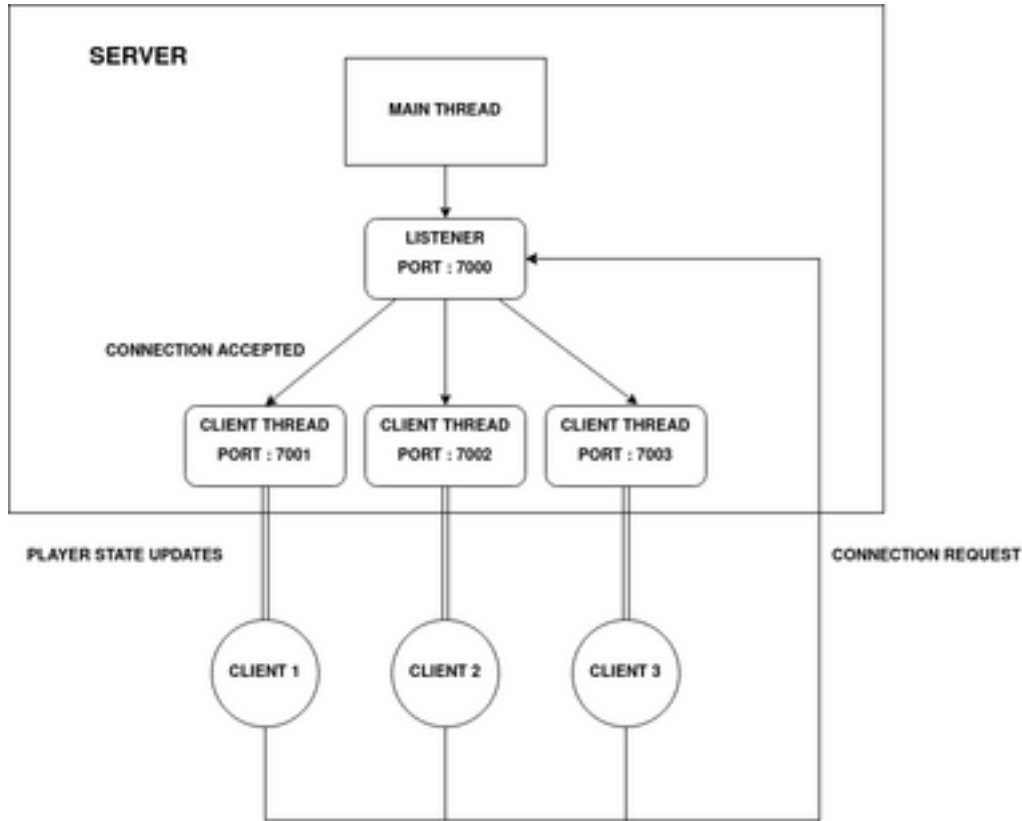 SERVER
MAIN THREAD
LISTENER
PORT : 7000
CONNECTION ACCEPTED
CLIENT THREAD
PORT : 7001
CLIENT THREAD
PORT : 7002
CLIENT THREAD
PORT : 7003
PLAYER STATE UPDATES
CONNECTION REQUEST
CLIENT 1
CLIENT 2
CLIENT 3